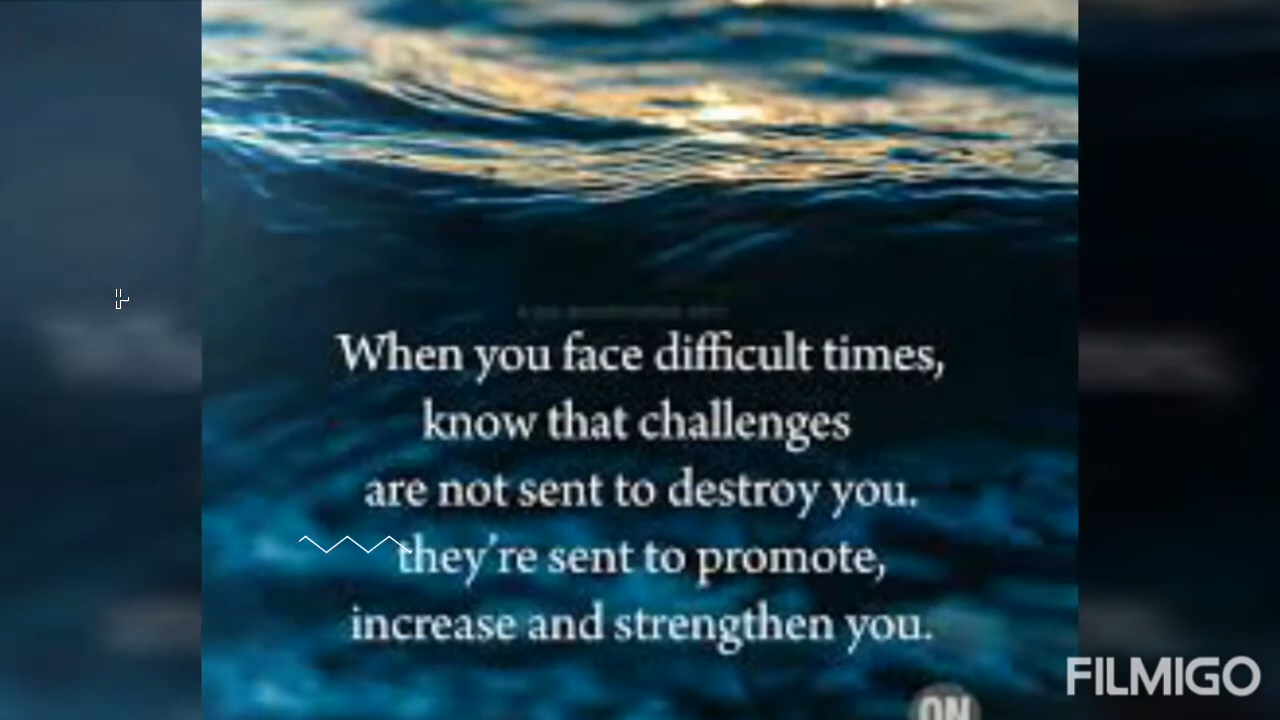 When you face difficult times,
know that challenges
are not sent to destroy you.
they're sent to promote,
increase and strengthen you.
FILMIGO
ON